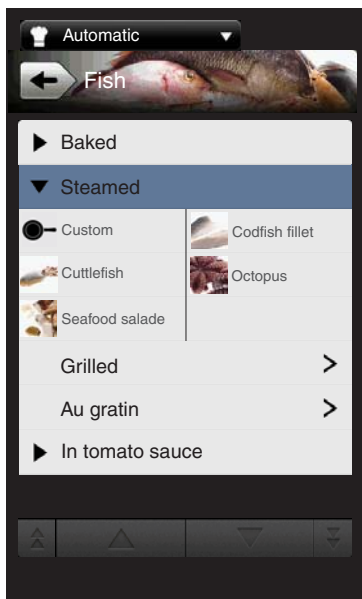 Automatic
Fish
Baked
Steamed
Custom
Codfish fillet
Cuttlefish
Octopus
Seafood salade
Grilled
Au gratin
In tomato sauce